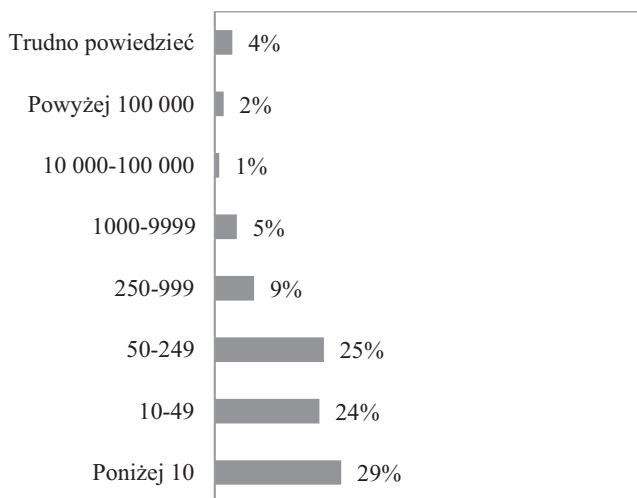 Trudno powiedzieć 4%
Powyżej 100 000 2%
10 000-100 000 1%
1000-9999 5%
250-999 9%
50-249 25%
10-49 24%
Poniżej 10 29%